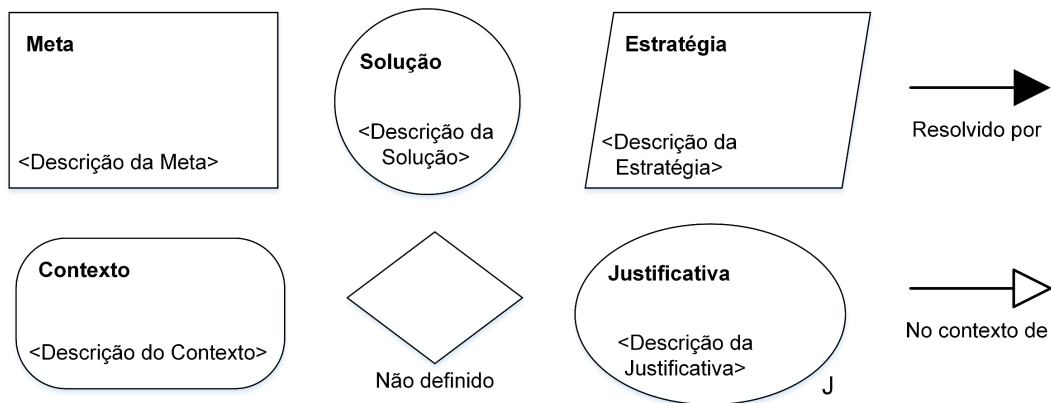 Meta
<Descrição da Meta>
Solução
<Descrição da
Solução>
Estratégia
<Descrição da
Estratégia>
Resolvido por
Contexto
<Descrição do Contexto>
Não definido
Justificativa
<Descrição da
Justificativa>
J
No contexto de